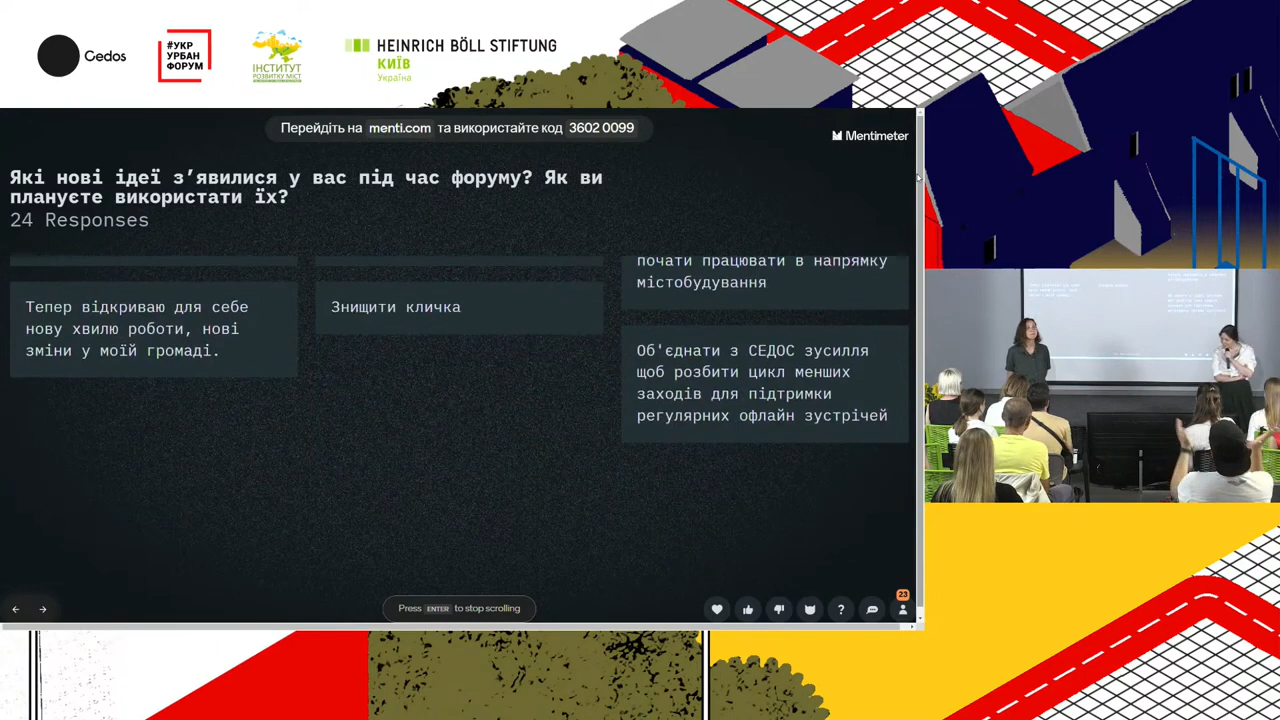 Cedos
#УКР
УРБАН
ФОРУМ
ІНСТИТУТ
РОЗВИТКУ МІСТ
HEINRICH BÖLL STIFTUNG
КИЇВ
Україна
Перейдіть на menti.com та використайте код 3602 0099
Mentimeter
Які нові ідеї зʼявилися у вас під час форуму? Як ви
плануєте використати їх?
24 Responses
Тепер відкриваю для себе
нову хвилю роботи, нові
зміни у моїй громаді.
Знищити кличка
почати працювати в напрямку
містобудування
Об'єднати з СЕДОС зусилля
щоб розбити цикл менших
заходів для підтримки
регулярних офлайн зустрічей
Press ENTER to stop scrolling
23